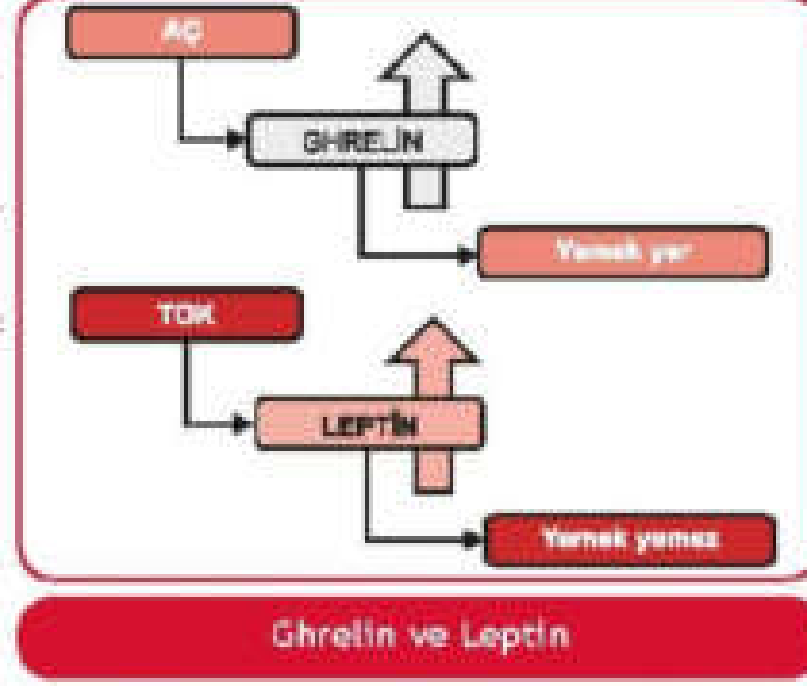 AÇ
GHRELİN
Yemek yer
TOK
LEPTİN
Yemek yemez
Ghrelin ve Leptin